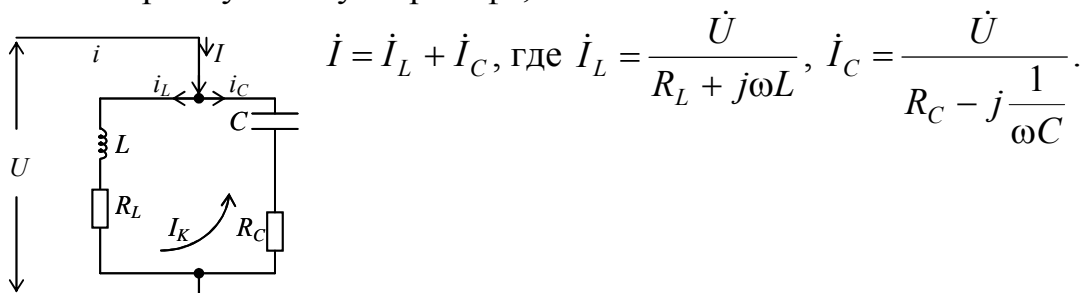 İ = İ_L + İ_C, где İ_L = U̇ / (R_L + jωL), İ_C = U̇ / (R_C − j 1/(ωC)).
i I
i_L i_C
C
L
U
R_L
I_K R_C